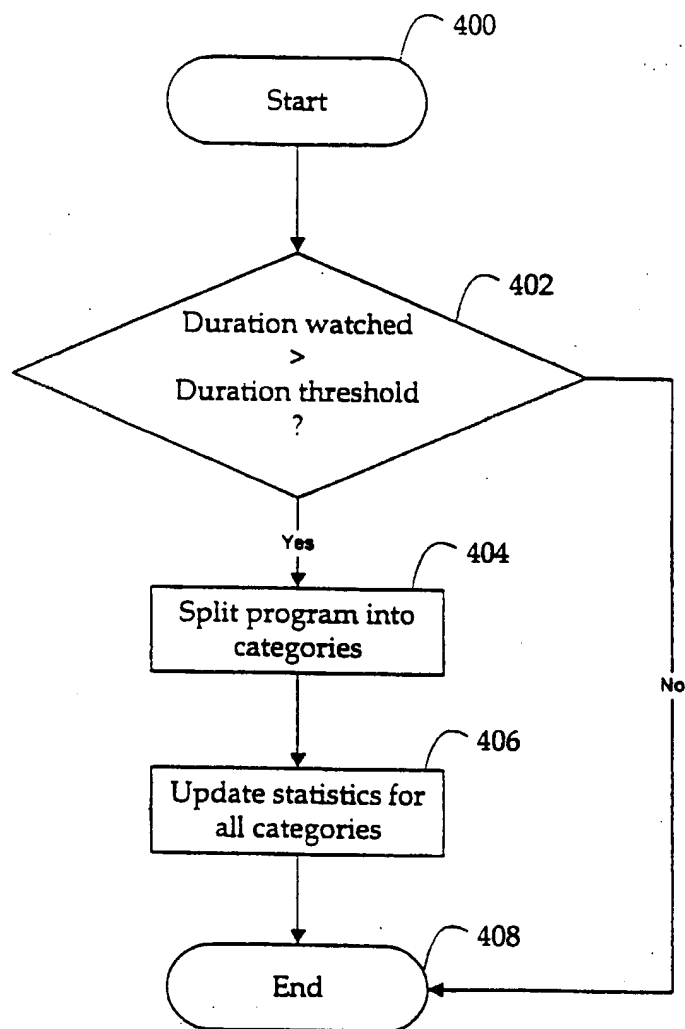 400
Start
402
Duration watched
>
Duration threshold
?
Yes
404
Split program into
categories
No
406
Update statistics for
all categories
408
End